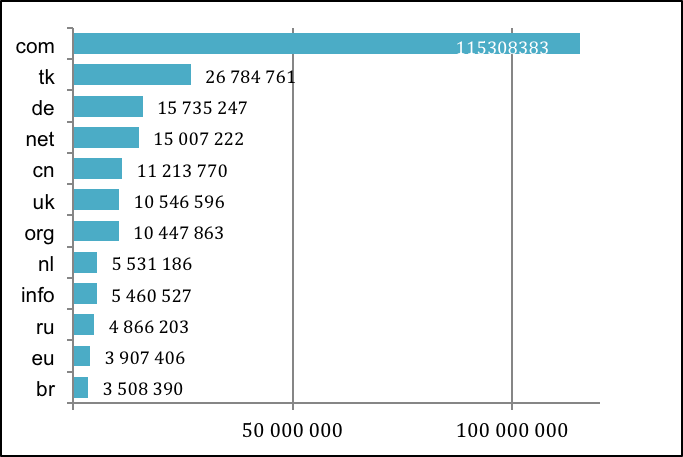 com 115308383
tk 26 784 761
de 15 735 247
net 15 007 222
cn 11 213 770
uk 10 546 596
org 10 447 863
nl 5 531 186
info 5 460 527
ru 4 866 203
eu 3 907 406
br 3 508 390
50 000 000 100 000 000